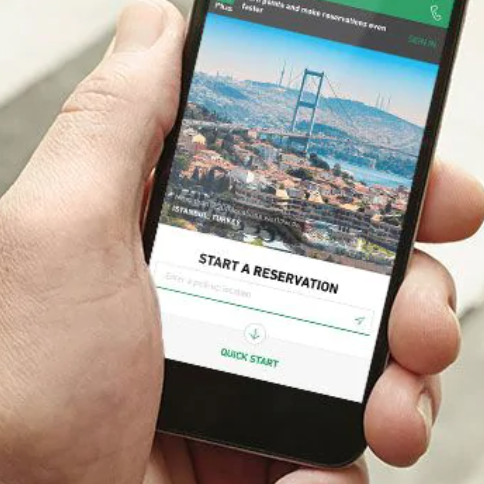 Plus
points and make reservations even
faster
SIGN IN
ISTANBUL, TURKEY
START A RESERVATION
Enter a pick-up location
QUICK START